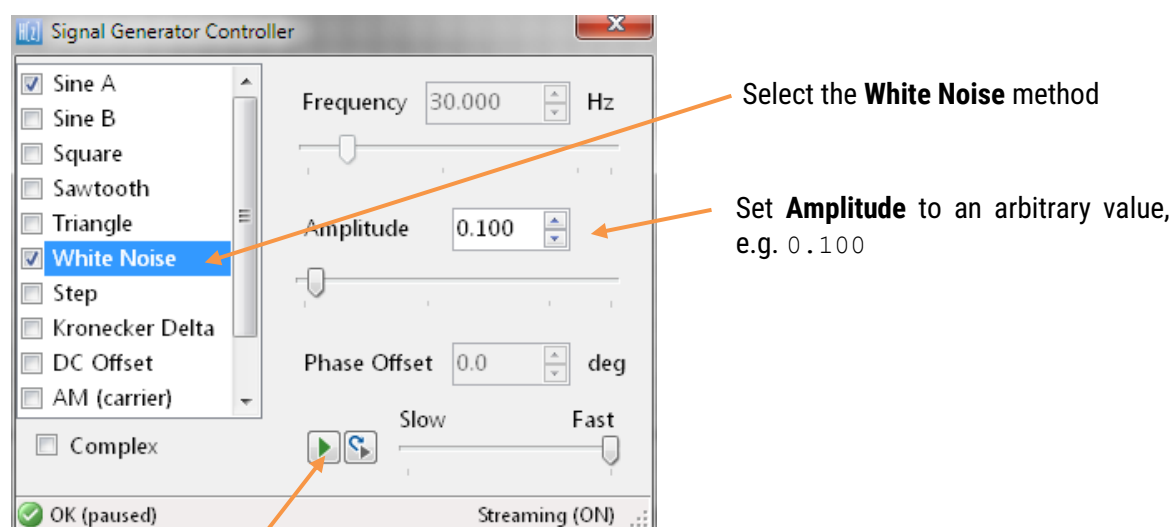 H(z) Signal Generator Controller
Sine A
Sine B
Square
Sawtooth
Triangle
White Noise
Step
Kronecker Delta
DC Offset
AM (carrier)
Complex
Frequency 30.000 Hz
Amplitude 0.100
Phase Offset 0.0 deg
Slow Fast
OK (paused) Streaming (ON)
Select the White Noise method
Set Amplitude to an arbitrary value,
e.g. 0.100